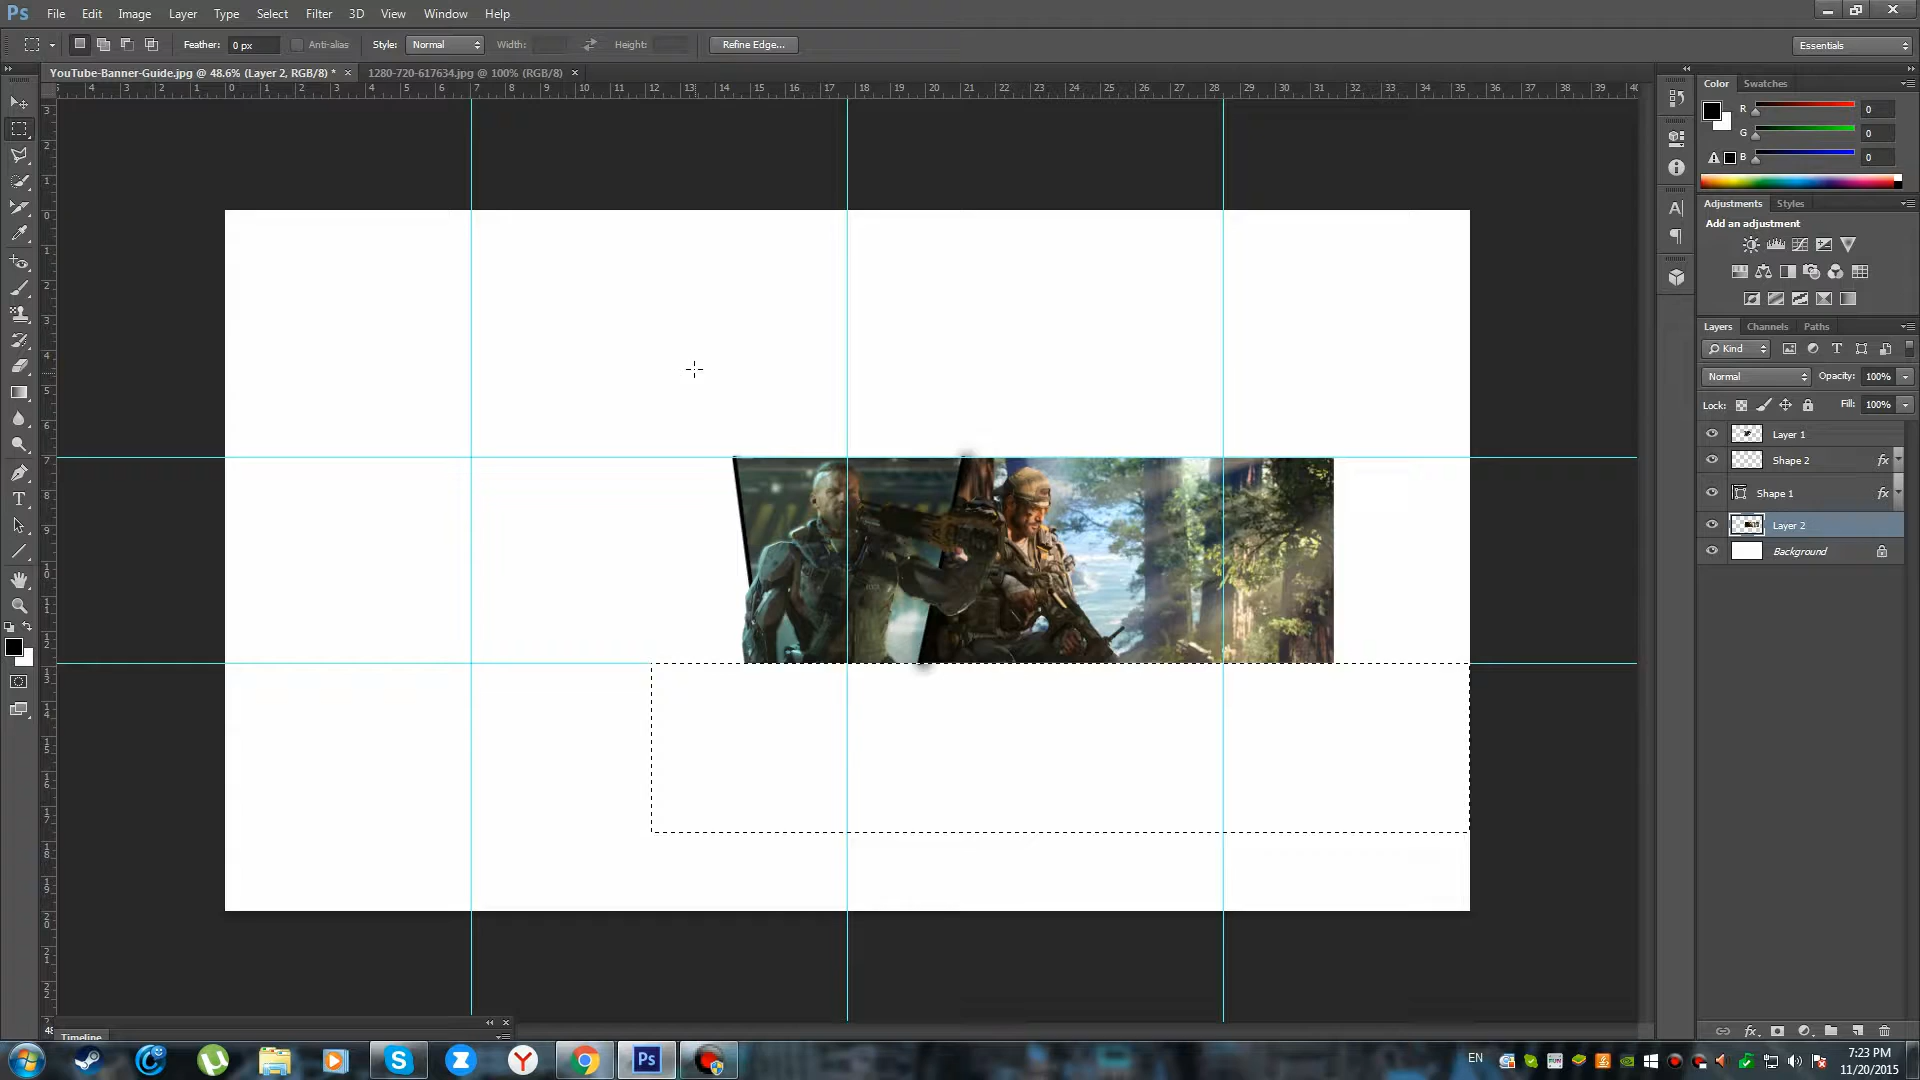 Ps File Edit Image Layer Type Select Filter 3D View Window Help
Feather: 0 px Anti-alias Style: Normal Width: Height: Refine Edge... Essentials
YouTube-Banner-Guide.jpg @ 48.6% (Layer 2, RGB/8) * × 1280-720-617634.jpg @ 100% (RGB/8) ×
Color Swatches
R 0
G 0
B 0
Adjustments Styles
Add an adjustment
Layers Channels Paths
Kind
Normal Opacity: 100%
Lock: Fill: 100%
Layer 1
Shape 2 fx
Shape 1 fx
Layer 2
Background
Timeline
EN
7:23 PM
11/20/2015